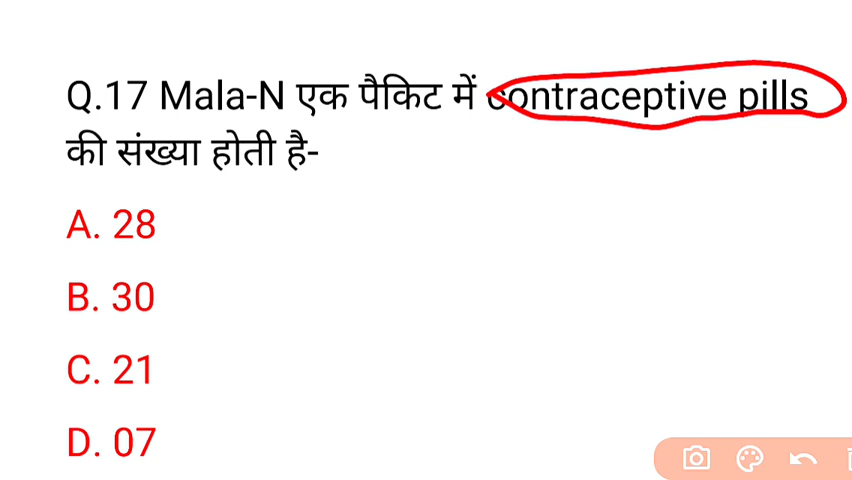 Q.17 Mala-N एक पैकिट में contraceptive pills
की संख्या होती है-
A. 28
B. 30
C. 21
D. 07